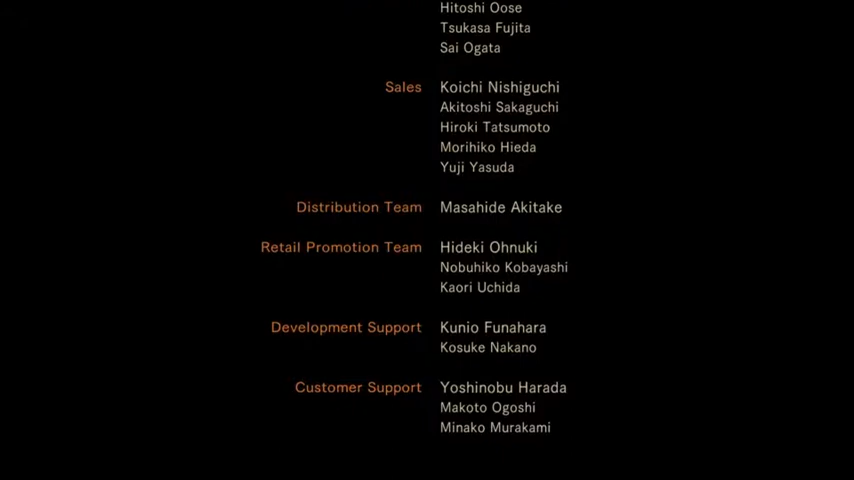 Hitoshi Oose
Tsukasa Fujita
Sai Ogata
Sales Koichi Nishiguchi
Akitoshi Sakaguchi
Hiroki Tatsumoto
Morihiko Hieda
Yuji Yasuda
Distribution Team Masahide Akitake
Retail Promotion Team Hideki Ohnuki
Nobuhiko Kobayashi
Kaori Uchida
Development Support Kunio Funahara
Kosuke Nakano
Customer Support Yoshinobu Harada
Makoto Ogoshi
Minako Murakami